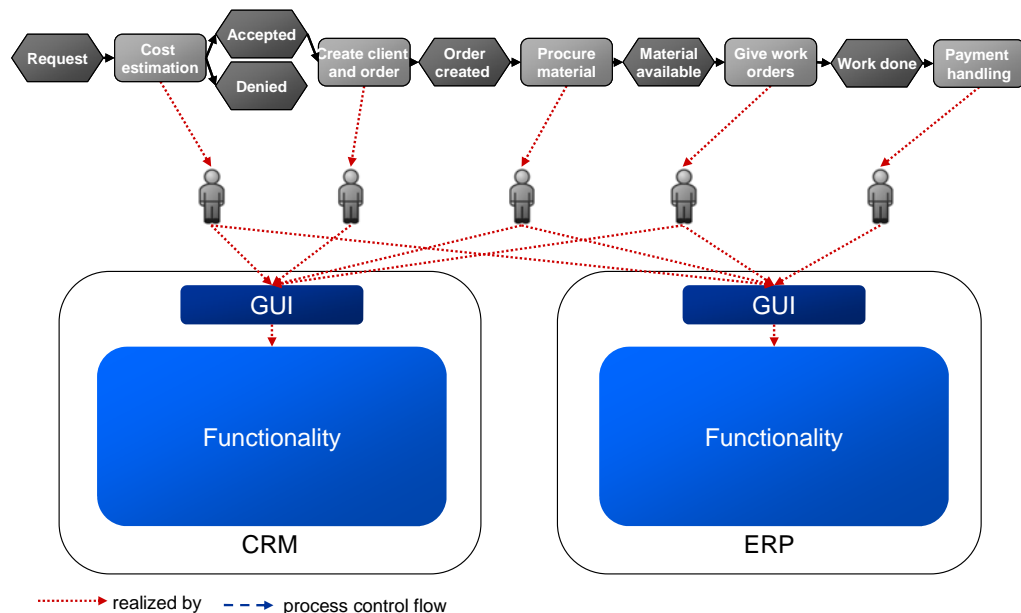 Request
Cost
estimation
Accepted
Denied
Create client
and order
Order
created
Procure
material
Material
available
Give work
orders
Work done
Payment
handling
GUI
GUI
Functionality
Functionality
CRM
ERP
realized by
process control flow